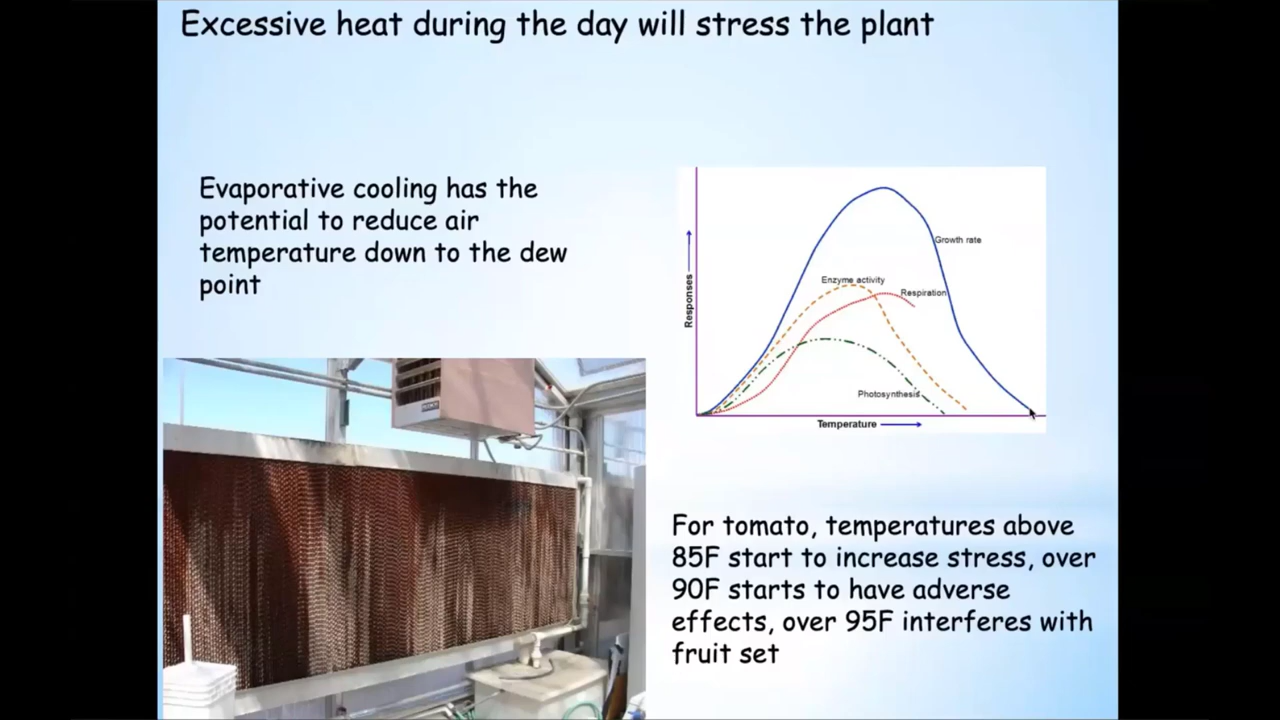 Excessive heat during the day will stress the plant
Evaporative cooling has the
potential to reduce air
temperature down to the dew
point
Responses
Growth rate
Enzyme activity
Respiration
Photosynthesis
Temperature
For tomato, temperatures above
85F start to increase stress, over
90F starts to have adverse
effects, over 95F interferes with
fruit set